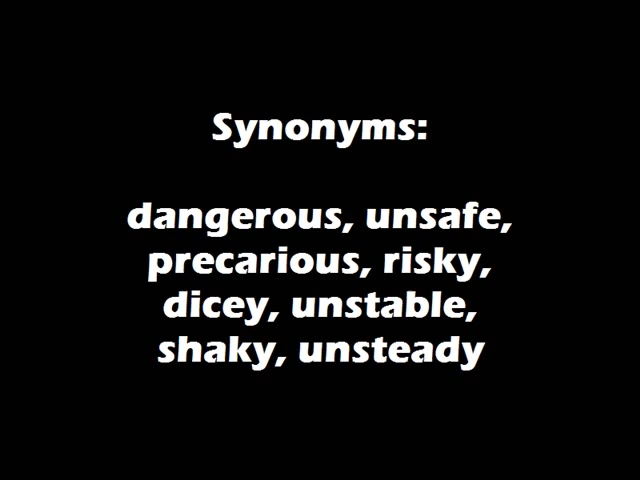 Synonyms:
dangerous, unsafe,
precarious, risky,
dicey, unstable,
shaky, unsteady